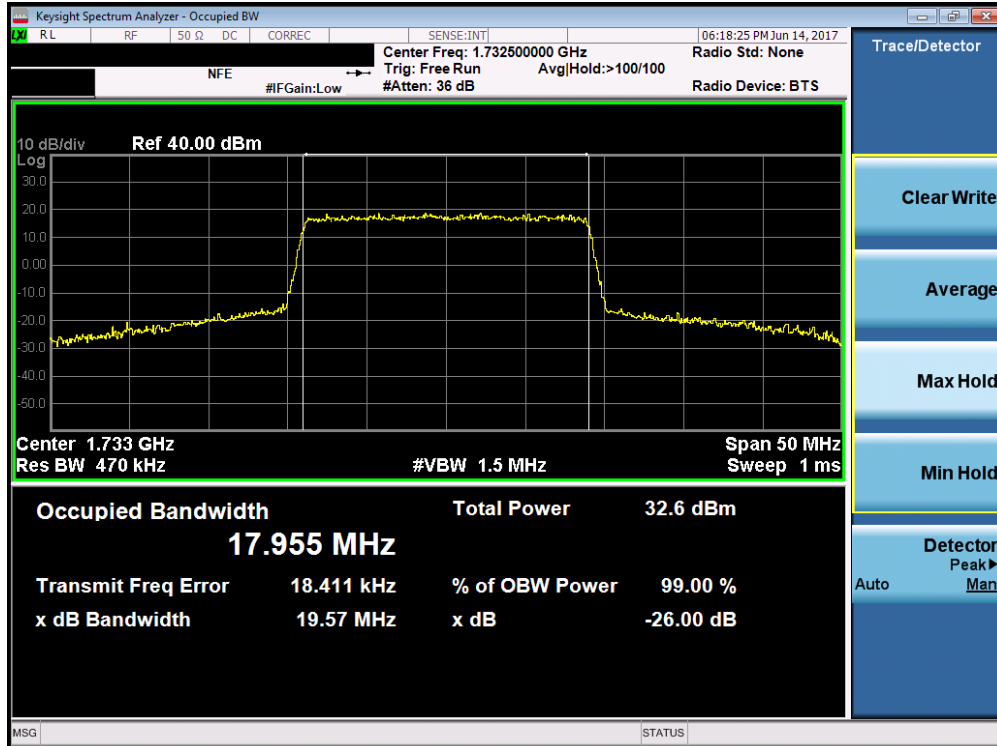 Keysight Spectrum Analyzer - Occupied BW
LXI RL RF 50 Ω DC CORREC SENSE:INT 06:18:25 PM Jun 14, 2017
Center Freq: 1.732500000 GHz Radio Std: None
NFE Trig: Free Run Avg|Hold:>100/100
#IFGain:Low #Atten: 36 dB Radio Device: BTS
10 dB/div Ref 40.00 dBm
Log
30.0
20.0
10.0
0.00
-10.0
-20.0
-30.0
-40.0
-50.0
Center 1.733 GHz Span 50 MHz
Res BW 470 kHz #VBW 1.5 MHz Sweep 1 ms
Occupied Bandwidth Total Power 32.6 dBm
17.955 MHz
Transmit Freq Error 18.411 kHz % of OBW Power 99.00 %
x dB Bandwidth 19.57 MHz x dB -26.00 dB
Trace/Detector
Clear Write
Average
Max Hold
Min Hold
Detector
Peak▶
Auto Man
MSG STATUS